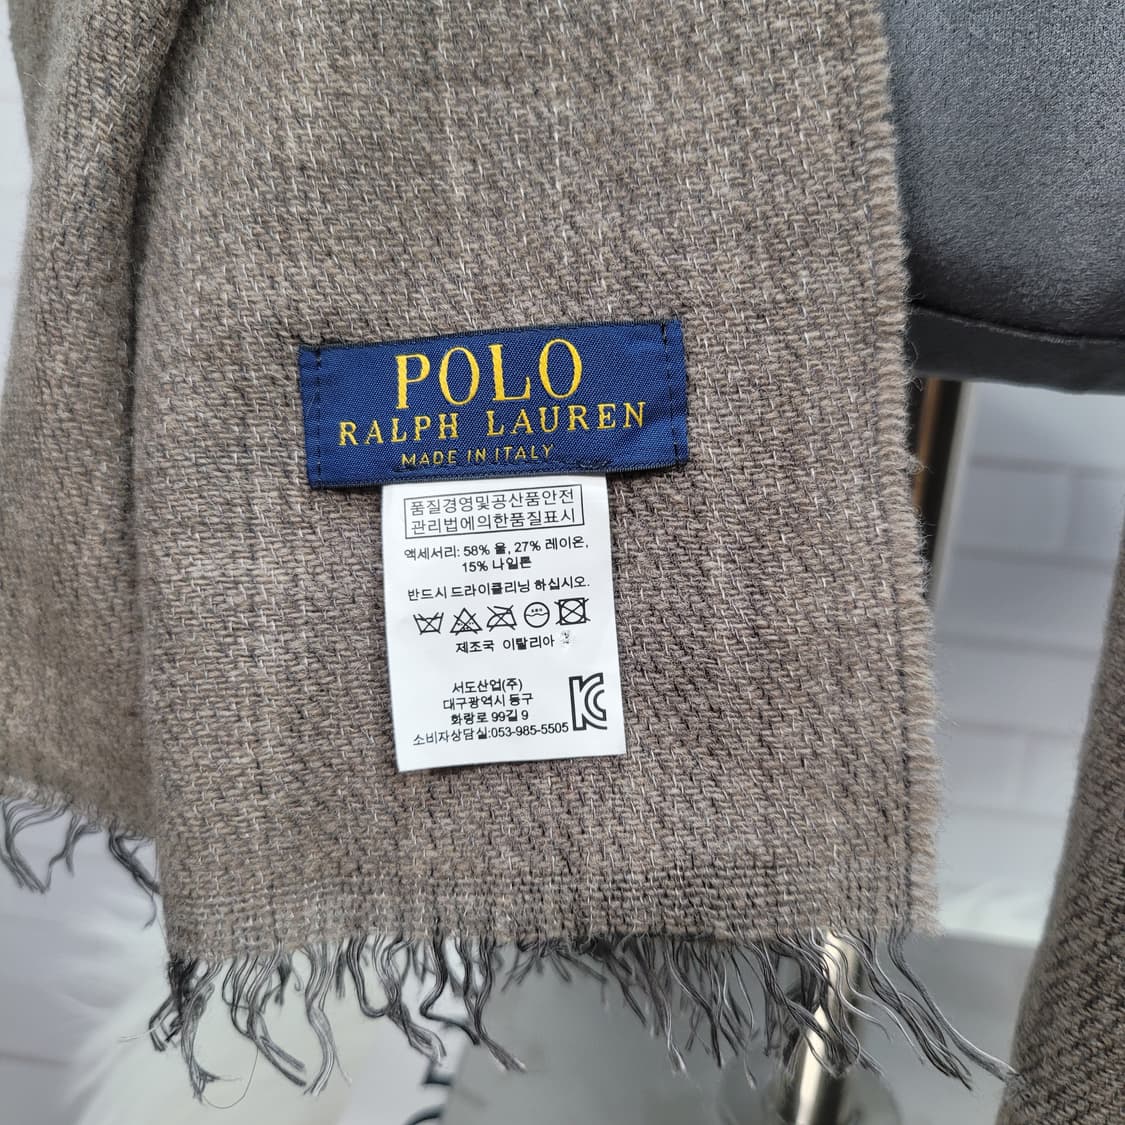 POLO
RALPH LAUREN
MADE IN ITALY
품질경영및공산품안전
관리법에의한품질표시
액세서리: 58% 울, 27% 레이온,
15% 나일론
반드시 드라이클리닝 하십시오.
제조국 이탈리아
서도산업(주)
대구광역시 동구
화랑로 99길 9
소비자상담실:053-985-5505